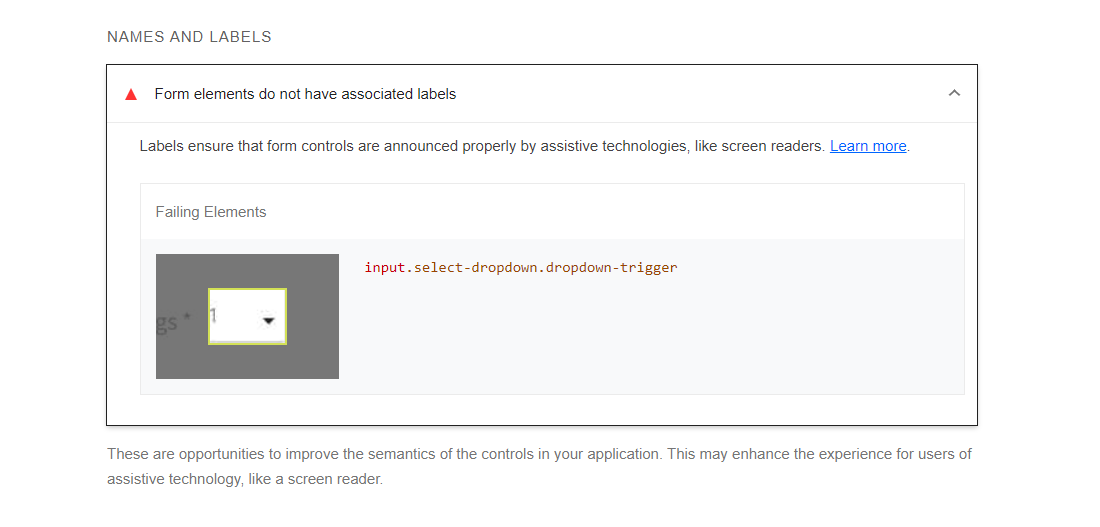 NAMES AND LABELS
Form elements do not have associated labels
Labels ensure that form controls are announced properly by assistive technologies, like screen readers. Learn more.
Failing Elements
input.select-dropdown.dropdown-trigger
gs * 1
These are opportunities to improve the semantics of the controls in your application. This may enhance the experience for users of
assistive technology, like a screen reader.